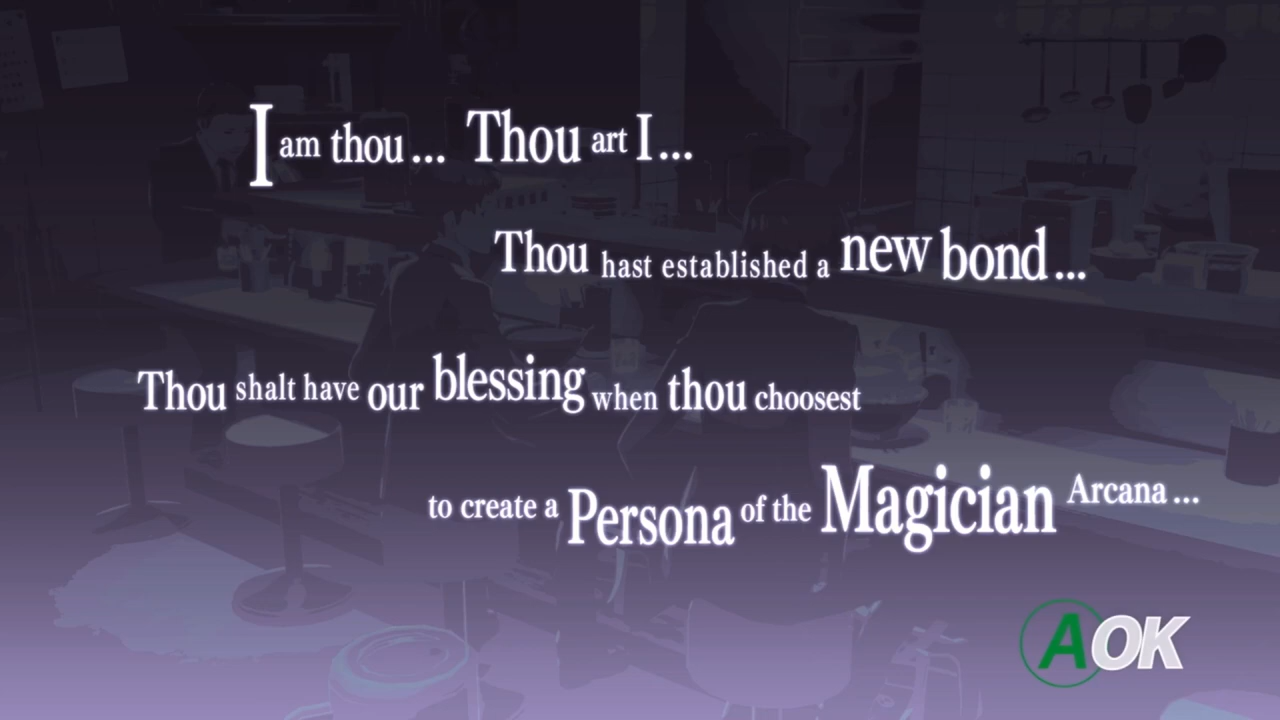 I am thou... Thou art I...
Thou hast established a new bond...
Thou shalt have our blessing when thou choosest
to create a Persona of the Magician Arcana...
A OK